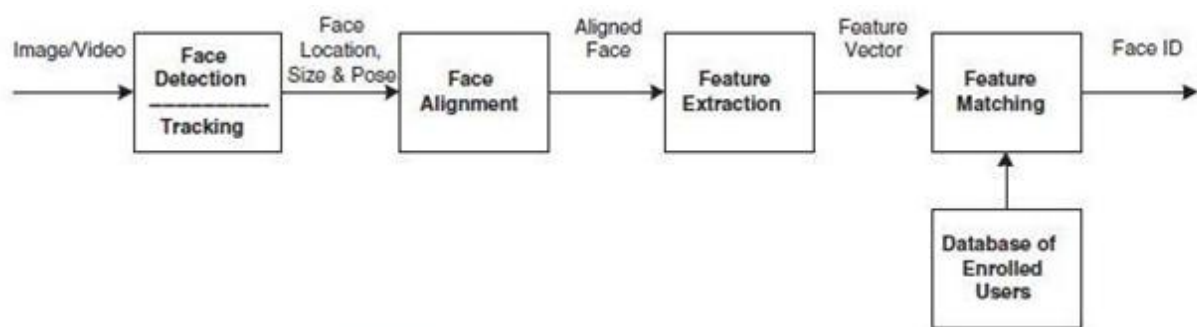 Image/Video
Face
Detection
Tracking
Face
Location,
Size & Pose
Face
Alignment
Aligned
Face
Feature
Extraction
Feature
Vector
Feature
Matching
Face ID
Database of
Enrolled
Users